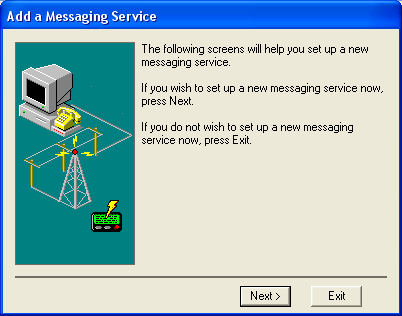 Add a Messaging Service
The following screens will help you set up a new
messaging service.
If you wish to set up a new messaging service now,
press Next.
If you do not wish to set up a new messaging
service now, press Exit.
Next >
Exit